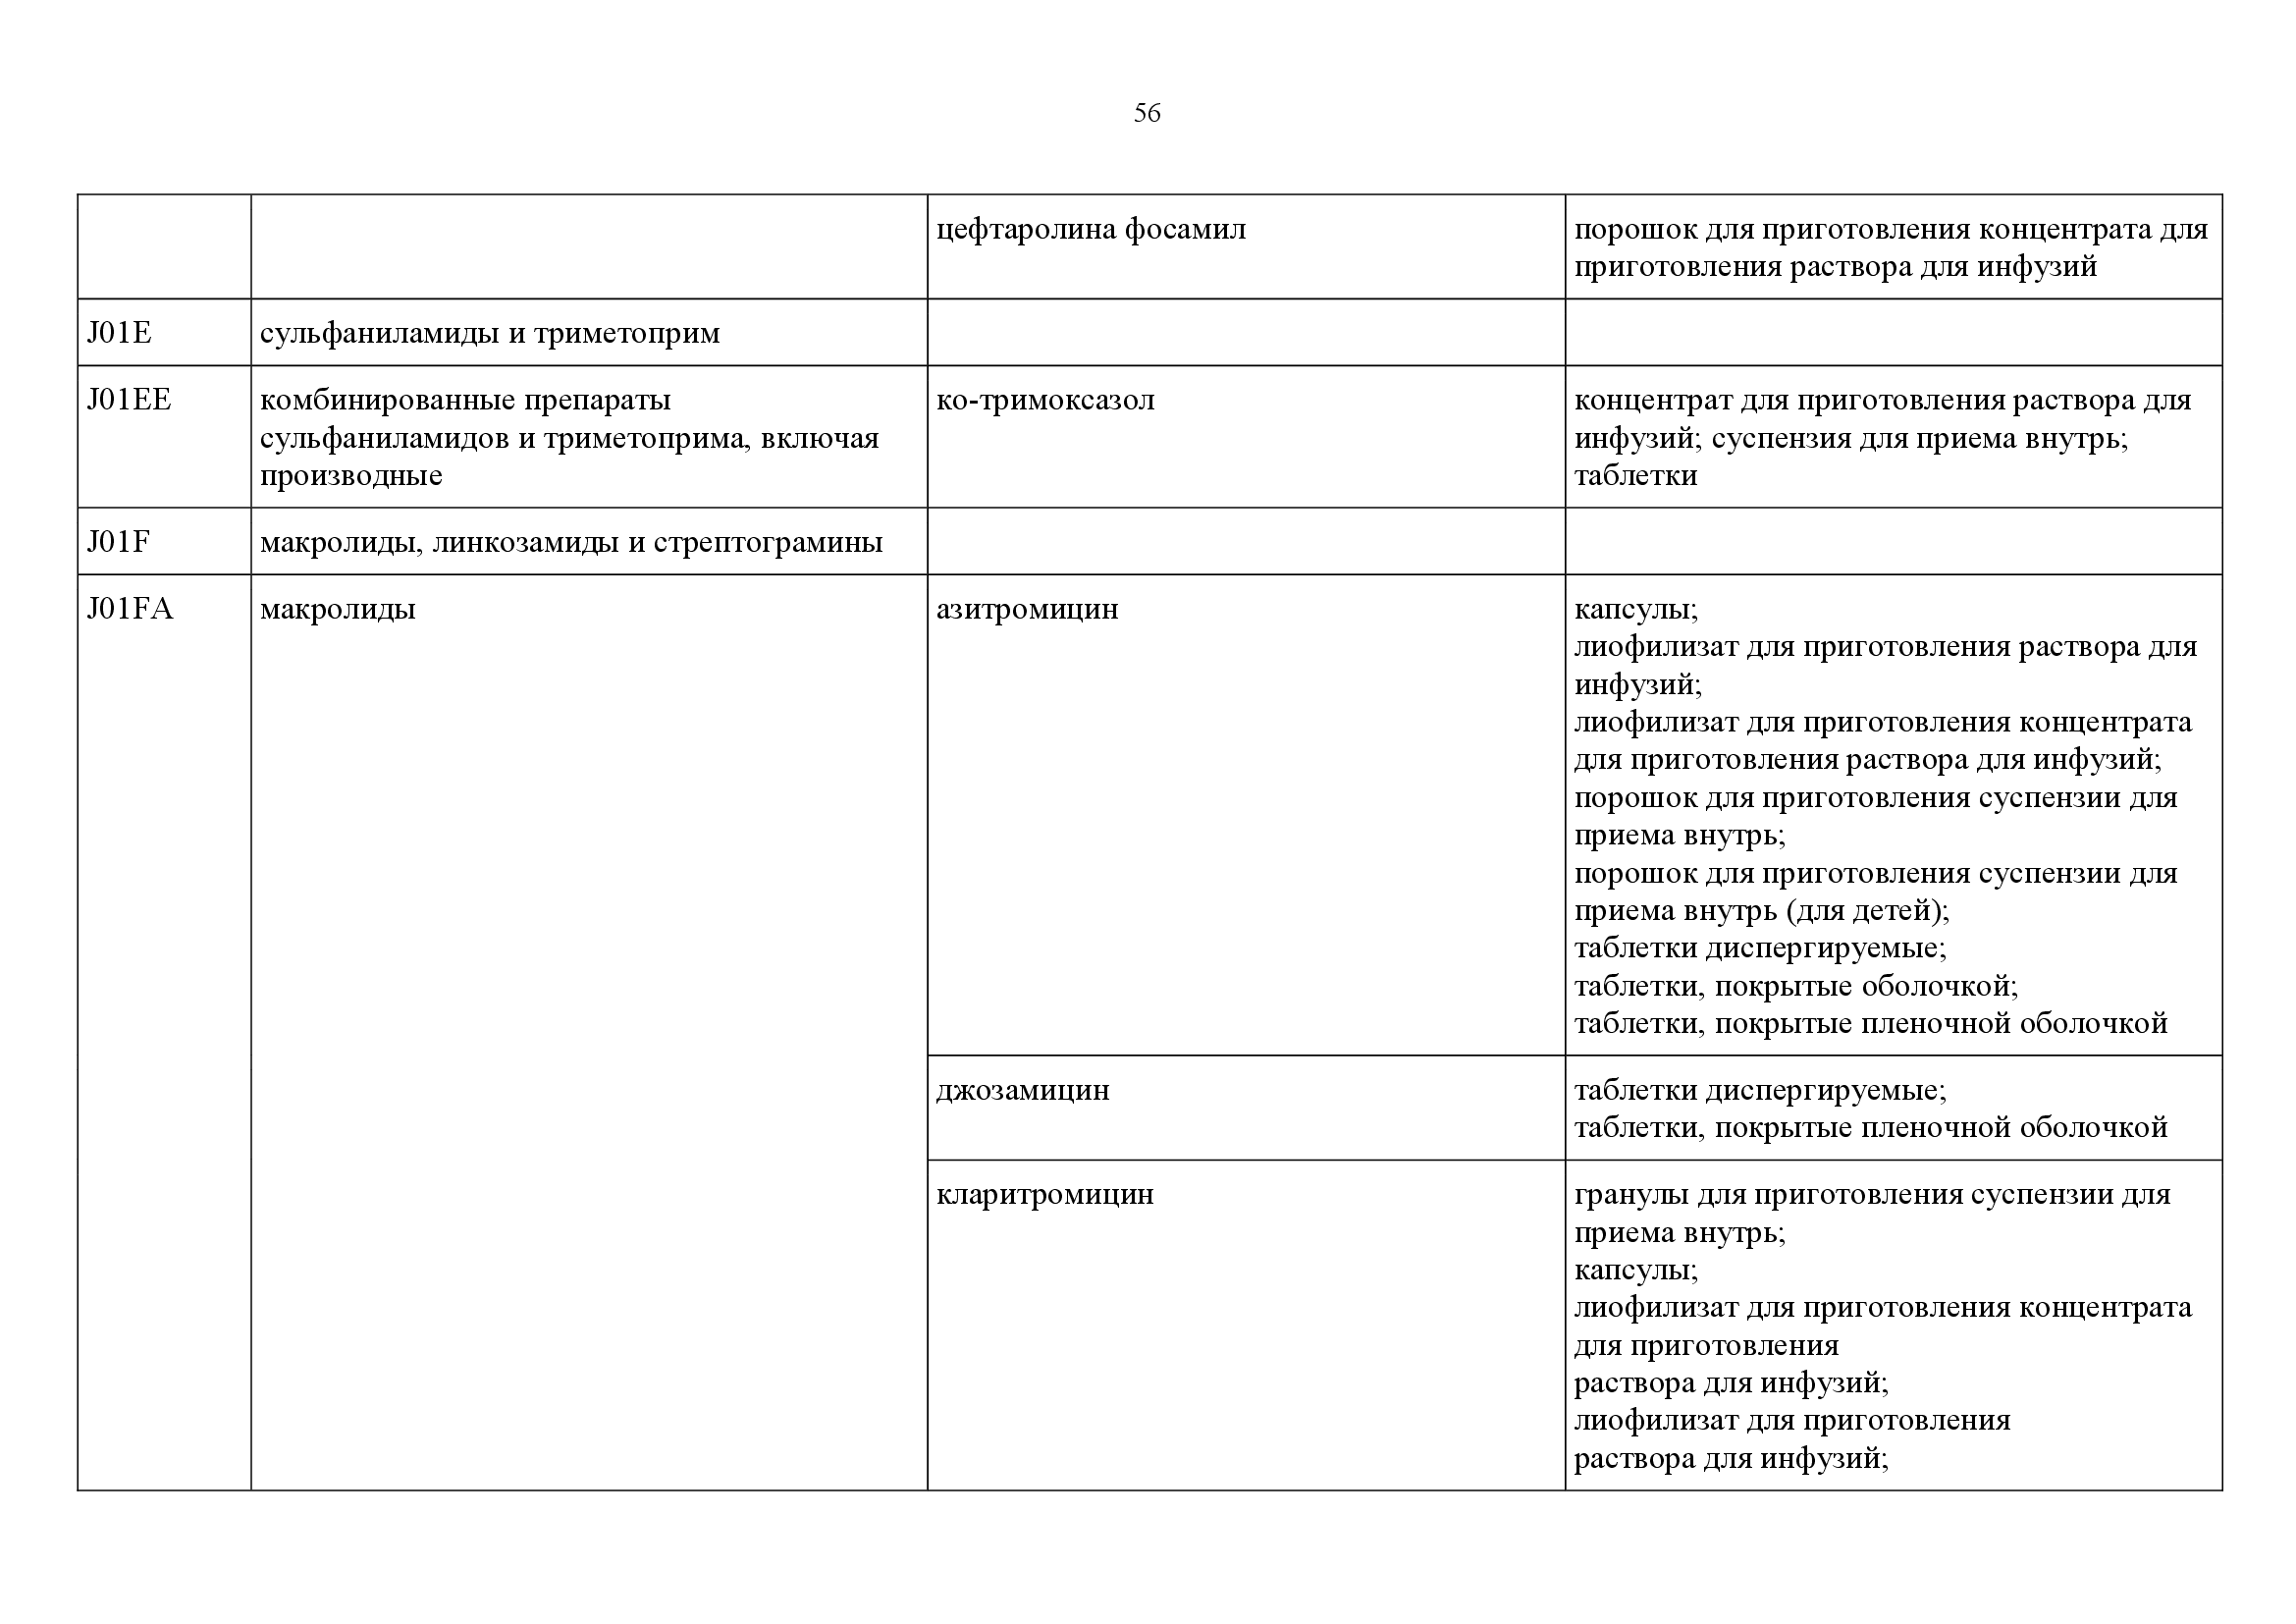 56
цефтаролина фосамил
порошок для приготовления концентрата для
приготовления раствора для инфузий
J01E
сульфаниламиды и триметоприм
J01EE
комбинированные препараты
сульфаниламидов и триметоприма, включая
производные
ко-тримоксазол
концентрат для приготовления раствора для
инфузий; суспензия для приема внутрь;
таблетки
J01F
макролиды, линкозамиды и стрептограмины
J01FA
макролиды
азитромицин
капсулы;
лиофилизат для приготовления раствора для
инфузий;
лиофилизат для приготовления концентрата
для приготовления раствора для инфузий;
порошок для приготовления суспензии для
приема внутрь;
порошок для приготовления суспензии для
приема внутрь (для детей);
таблетки диспергируемые;
таблетки, покрытые оболочкой;
таблетки, покрытые пленочной оболочкой
джозамицин
таблетки диспергируемые;
таблетки, покрытые пленочной оболочкой
кларитромицин
гранулы для приготовления суспензии для
приема внутрь;
капсулы;
лиофилизат для приготовления концентрата
для приготовления
раствора для инфузий;
лиофилизат для приготовления
раствора для инфузий;